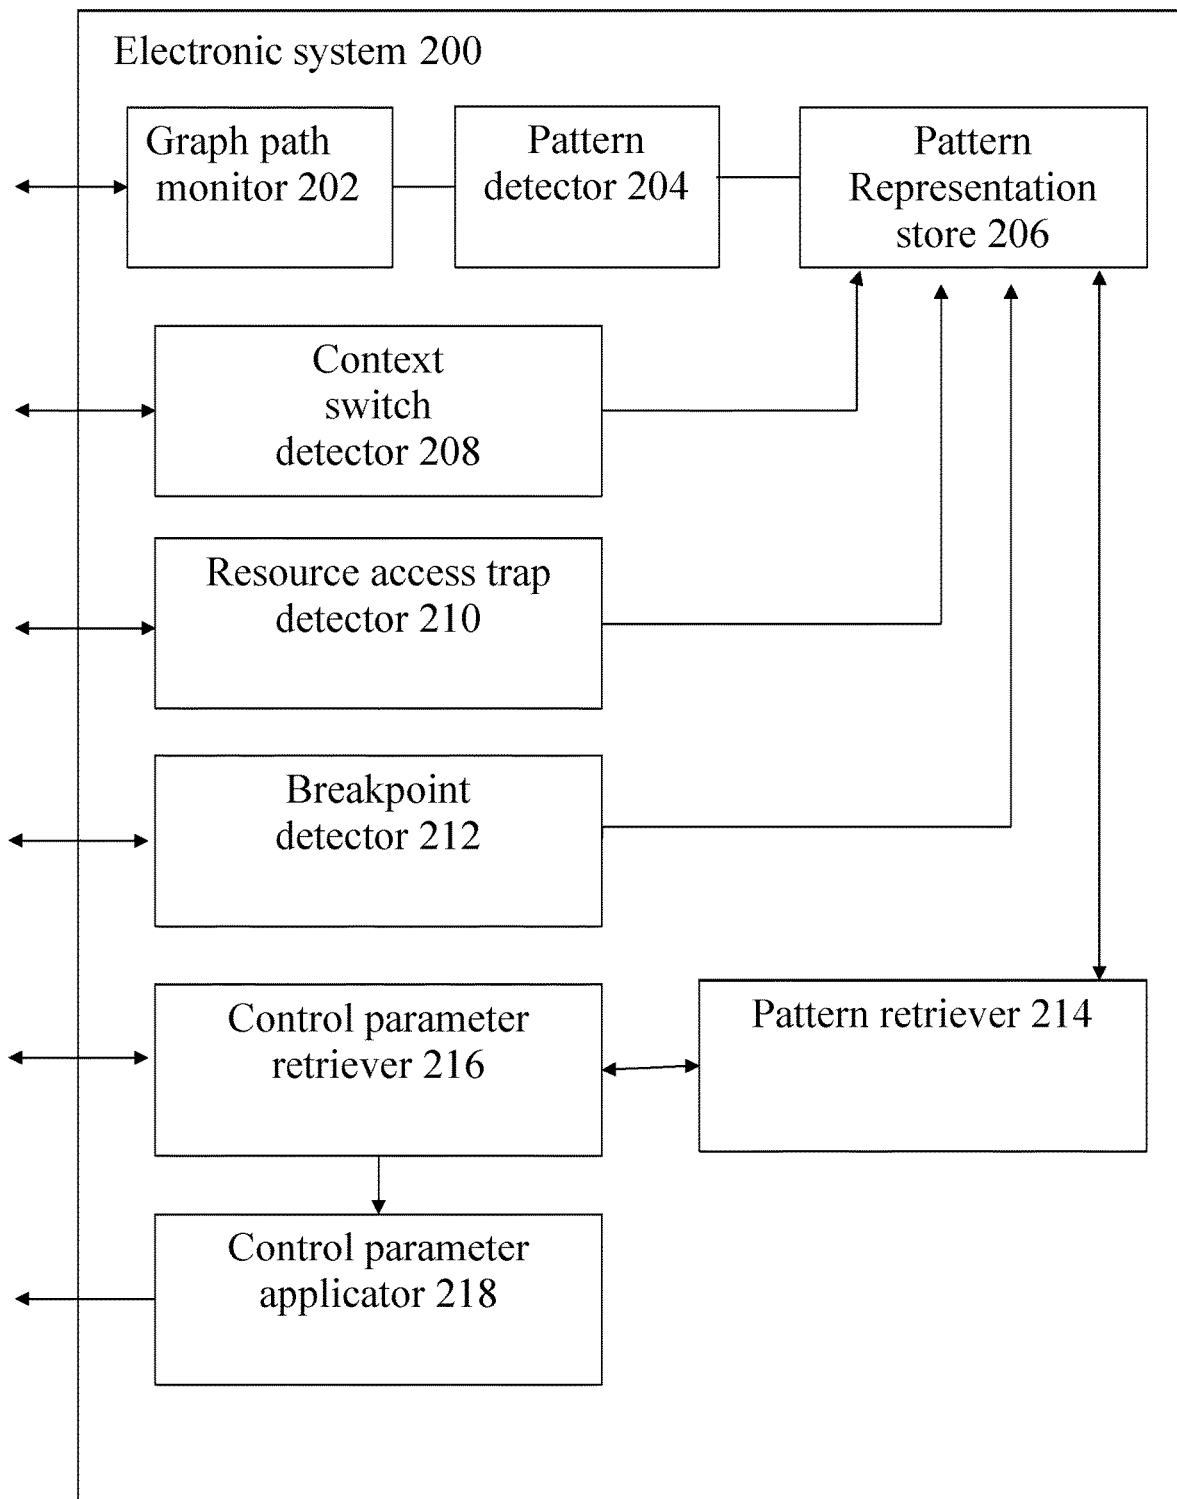 Electronic system 200
Graph path
monitor 202
Pattern
detector 204
Pattern
Representation
store 206
Context
switch
detector 208
Resource access trap
detector 210
Breakpoint
detector 212
Control parameter
retriever 216
Pattern retriever 214
Control parameter
applicator 218